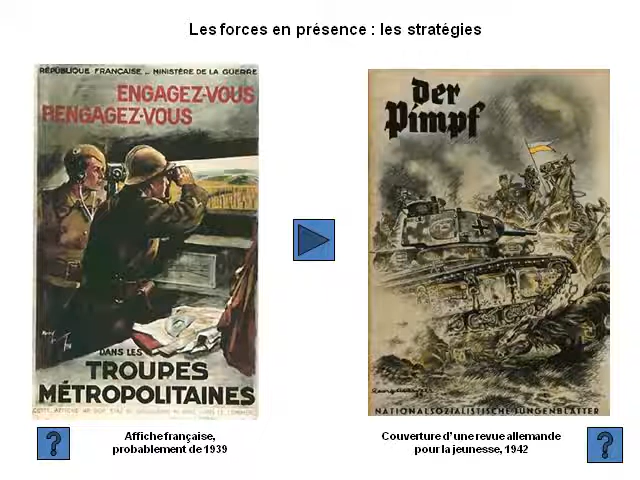 Les forces en présence : les stratégies
RÉPUBLIQUE FRANÇAISE _ MINISTÈRE DE LA GUERRE
ENGAGEZ-VOUS
RENGAGEZ-VOUS
DANS LES
TROUPES
MÉTROPOLITAINES
der
Pimpf
NATIONALSOZIALISTISCHE JUNGENBLÄTTER
?
Affiche française,
probablement de 1939
Couverture d'une revue allemande
pour la jeunesse, 1942
?